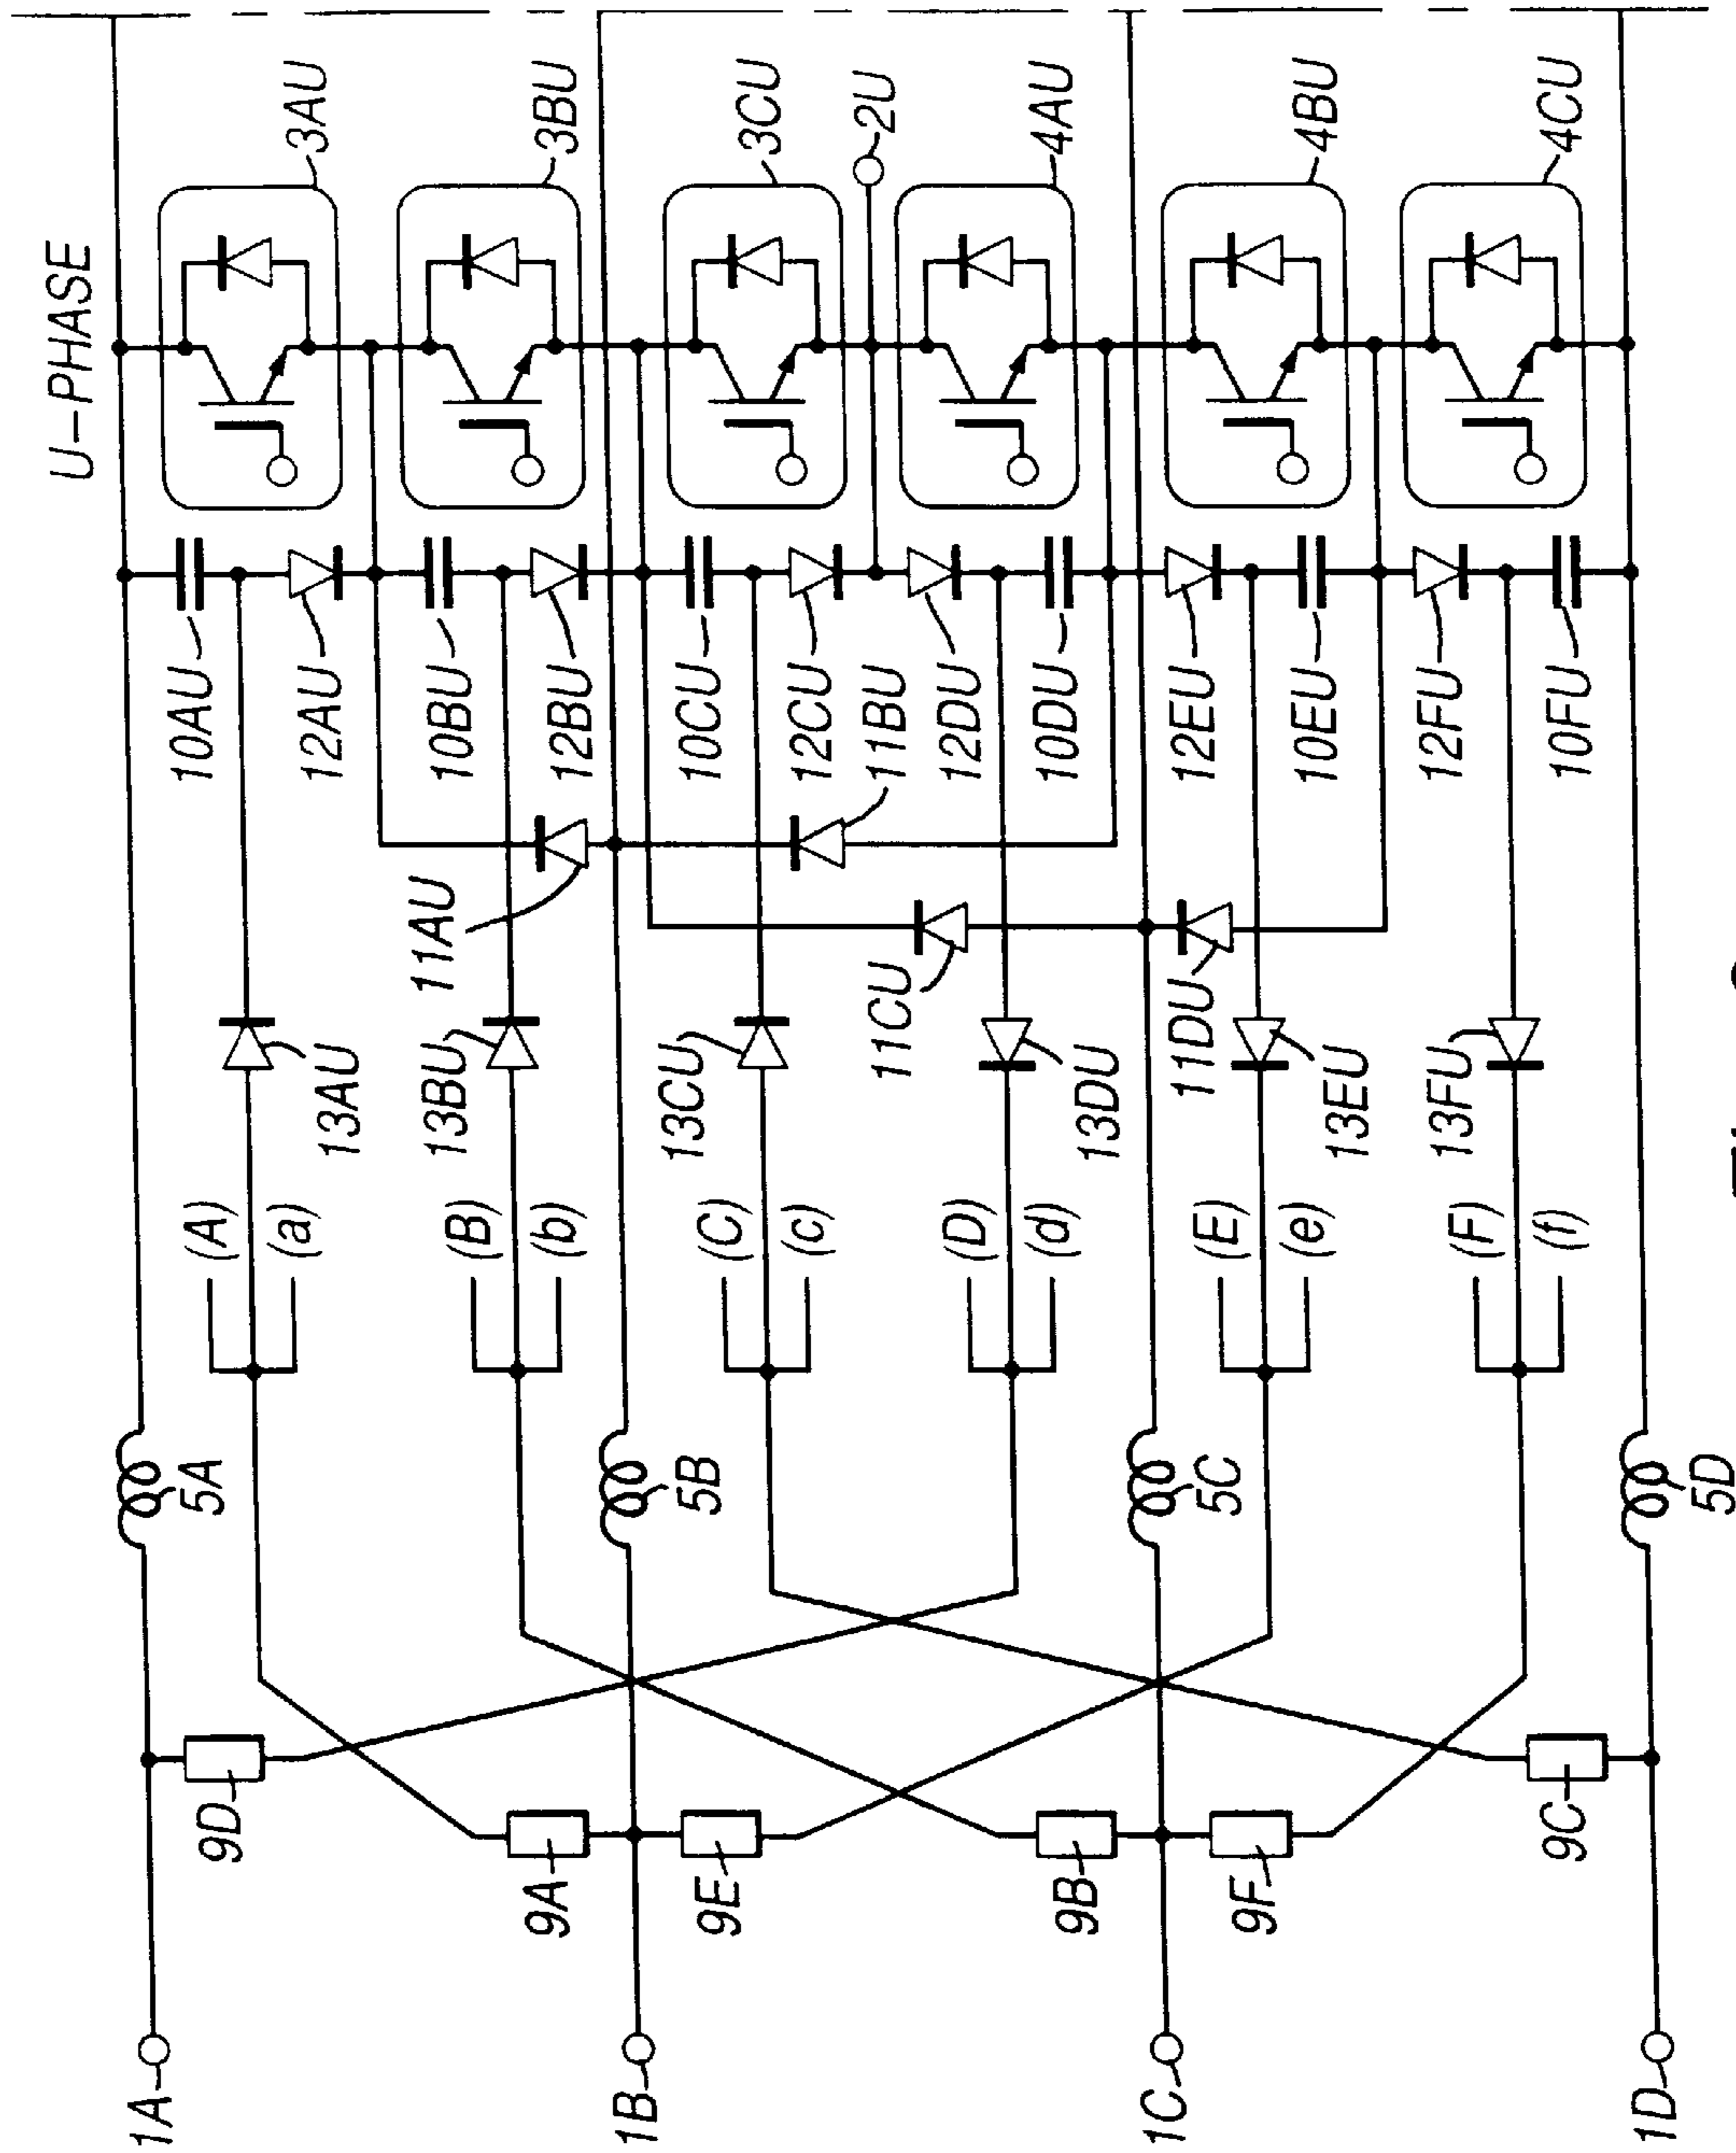 U-PHASE
3AU
3BU
3CU
2U
4AU
4BU
4CU
10AU
12AU
10BU
12BU
10CU
12CU
11BU
12DU
10DU
12EU
10EU
12FU
10FU
11AU
11CU
11DU
13AU
13BU
13CU
13DU
13EU
13FU
(A)
(a)
(B)
(b)
(C)
(c)
(D)
(d)
(E)
(e)
(F)
(f)
5A
5B
5C
5D
9D
9A
9E
9B
9F
9C
1A
1B
1C
1D